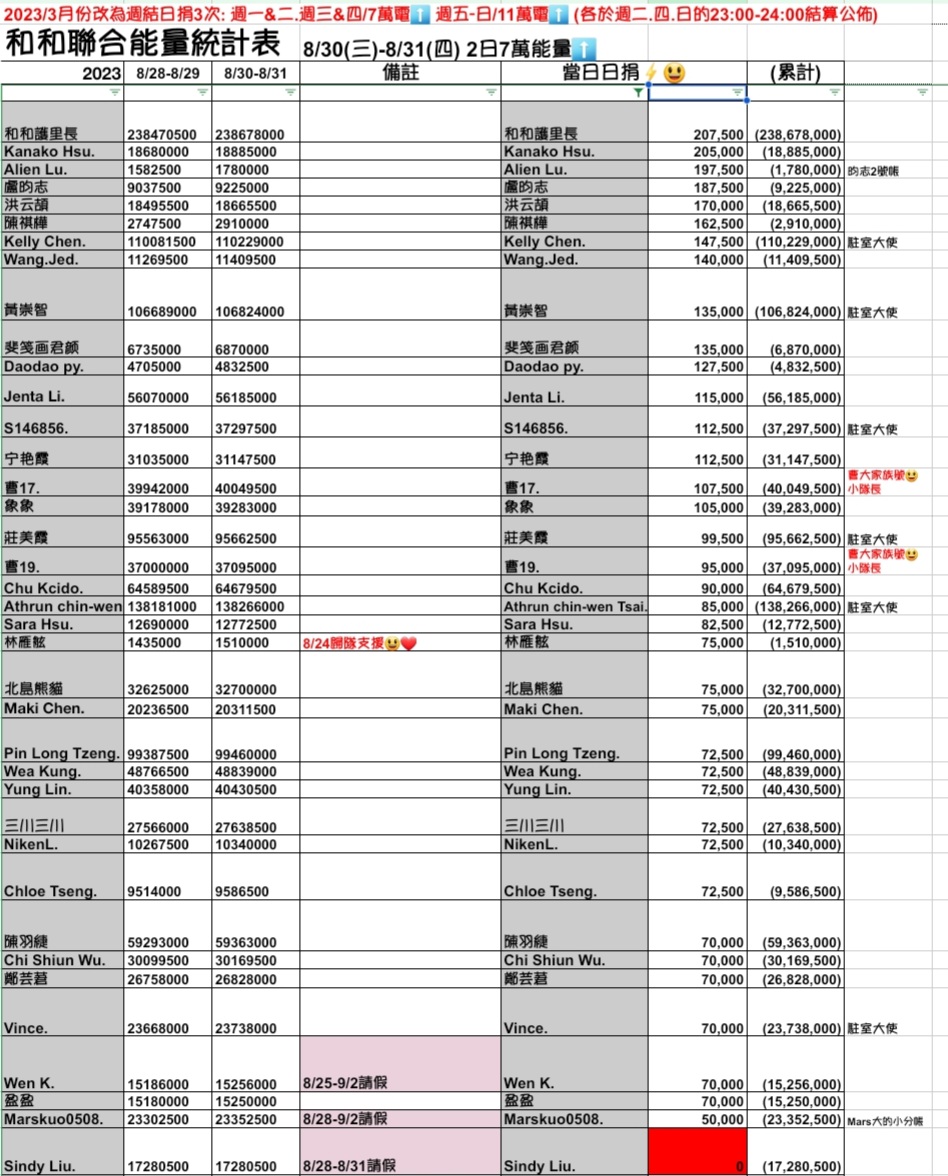 2023/3月份改為週結日捐3次: 週一&二.週三&四/7萬電⬆️ 週五-日/11萬電⬆️ (各於週二.四.日的23:00-24:00結算公佈)
和和聯合能量統計表 8/30(三)-8/31(四) 2日7萬能量⬆️
2023 8/28-8/29 8/30-8/31 備註 當日日捐⚡😃 (累計)
和和護里長 238470500 238678000 和和護里長 207,500 (238,678,000)
Kanako Hsu. 18680000 18885000 Kanako Hsu. 205,000 (18,885,000)
Alien Lu. 1582500 1780000 Alien Lu. 197,500 (1,780,000) 昀志2號帳
盧昀志 9037500 9225000 盧昀志 187,500 (9,225,000)
洪云頡 18495500 18665500 洪云頡 170,000 (18,665,500)
陳祺樺 2747500 2910000 陳祺樺 162,500 (2,910,000)
Kelly Chen. 110081500 110229000 Kelly Chen. 147,500 (110,229,000) 駐室大使
Wang.Jed. 11269500 11409500 Wang.Jed. 140,000 (11,409,500)
黃崇智 106689000 106824000 黃崇智 135,000 (106,824,000) 駐室大使
斐笺画君颜 6735000 6870000 斐笺画君颜 135,000 (6,870,000)
Daodao py. 4705000 4832500 Daodao py. 127,500 (4,832,500)
Jenta Li. 56070000 56185000 Jenta Li. 115,000 (56,185,000)
S146856. 37185000 37297500 S146856. 112,500 (37,297,500) 駐室大使
宁艳霞 31035000 31147500 宁艳霞 112,500 (31,147,500)
曹17. 39942000 40049500 曹17. 107,500 (40,049,500) 曹大家族號😃
小隊長
象象 39178000 39283000 象象 105,000 (39,283,000)
莊美霞 95563000 95662500 莊美霞 99,500 (95,662,500) 駐室大使
曹19. 37000000 37095000 曹19. 95,000 (37,095,000) 曹大家族號😃
小隊長
Chu Kcido. 64589500 64679500 Chu Kcido. 90,000 (64,679,500)
Athrun chin-wen 138181000 138266000 Athrun chin-wen Tsai. 85,000 (138,266,000) 駐室大使
Sara Hsu. 12690000 12772500 Sara Hsu. 82,500 (12,772,500)
林雁舷 1435000 1510000 8/24歸隊支援😃❤️ 林雁舷 75,000 (1,510,000)
北島熊貓 32625000 32700000 北島熊貓 75,000 (32,700,000)
Maki Chen. 20236500 20311500 Maki Chen. 75,000 (20,311,500)
Pin Long Tzeng. 99387500 99460000 Pin Long Tzeng. 72,500 (99,460,000)
Wea Kung. 48766500 48839000 Wea Kung. 72,500 (48,839,000)
Yung Lin. 40358000 40430500 Yung Lin. 72,500 (40,430,500)
三川三川 27566000 27638500 三川三川 72,500 (27,638,500)
NikenL. 10267500 10340000 NikenL. 72,500 (10,340,000)
Chloe Tseng. 9514000 9586500 Chloe Tseng. 72,500 (9,586,500)
陳羽緁 59293000 59363000 陳羽緁 70,000 (59,363,000)
Chi Shiun Wu. 30099500 30169500 Chi Shiun Wu. 70,000 (30,169,500)
鄭芸莙 26758000 26828000 鄭芸莙 70,000 (26,828,000)
Vince. 23668000 23738000 Vince. 70,000 (23,738,000) 駐室大使
Wen K. 15186000 15256000 8/25-9/2請假 Wen K. 70,000 (15,256,000)
盈盈 15180000 15250000 盈盈 70,000 (15,250,000)
Marskuo0508. 23302500 23352500 8/28-9/2請假 Marskuo0508. 50,000 (23,352,500) Mars大的小分帳
Sindy Liu. 17280500 17280500 8/28-8/31請假 Sindy Liu. 0 (17,280,500)